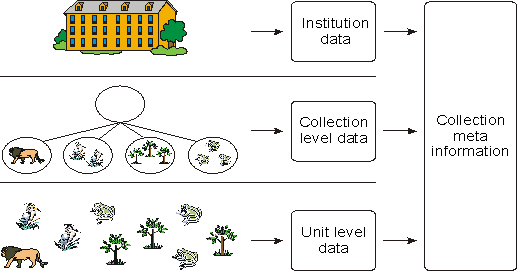 Institution
data
Collection
level data
Collection
meta
information
Unit level
data